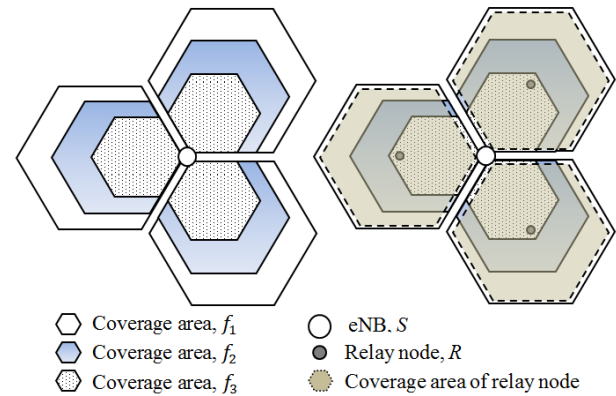 Coverage area, f₁
Coverage area, f₂
Coverage area, f₃
eNB, S
Relay node, R
Coverage area of relay node